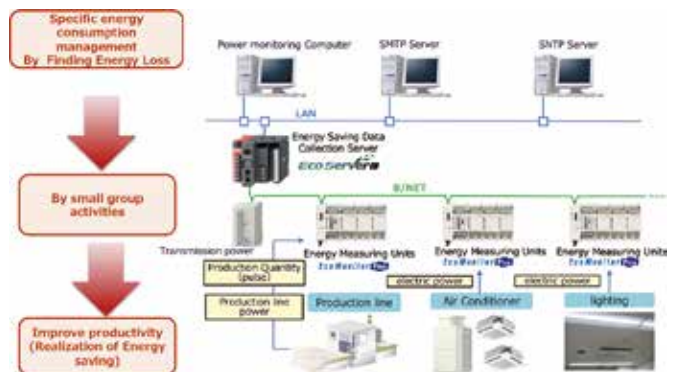 Specific energy
consumption
management
By Finding Energy Loss
By small group
activities
Improve productivity
(Realization of Energy
saving)
Power monitoring Computer
SMTP Server
SNTP Server
LAN
Energy Saving Data
Collection Server
EcoServer III
B/NET
Transmission power
Energy Measuring Units
EcoMonitorPro
Energy Measuring Units
EcoMonitorPro
Energy Measuring Units
EcoMonitorPro
Production Quantity
(pulse)
Production line
power
electric power
electric power
Production line
Air Conditioner
lighting